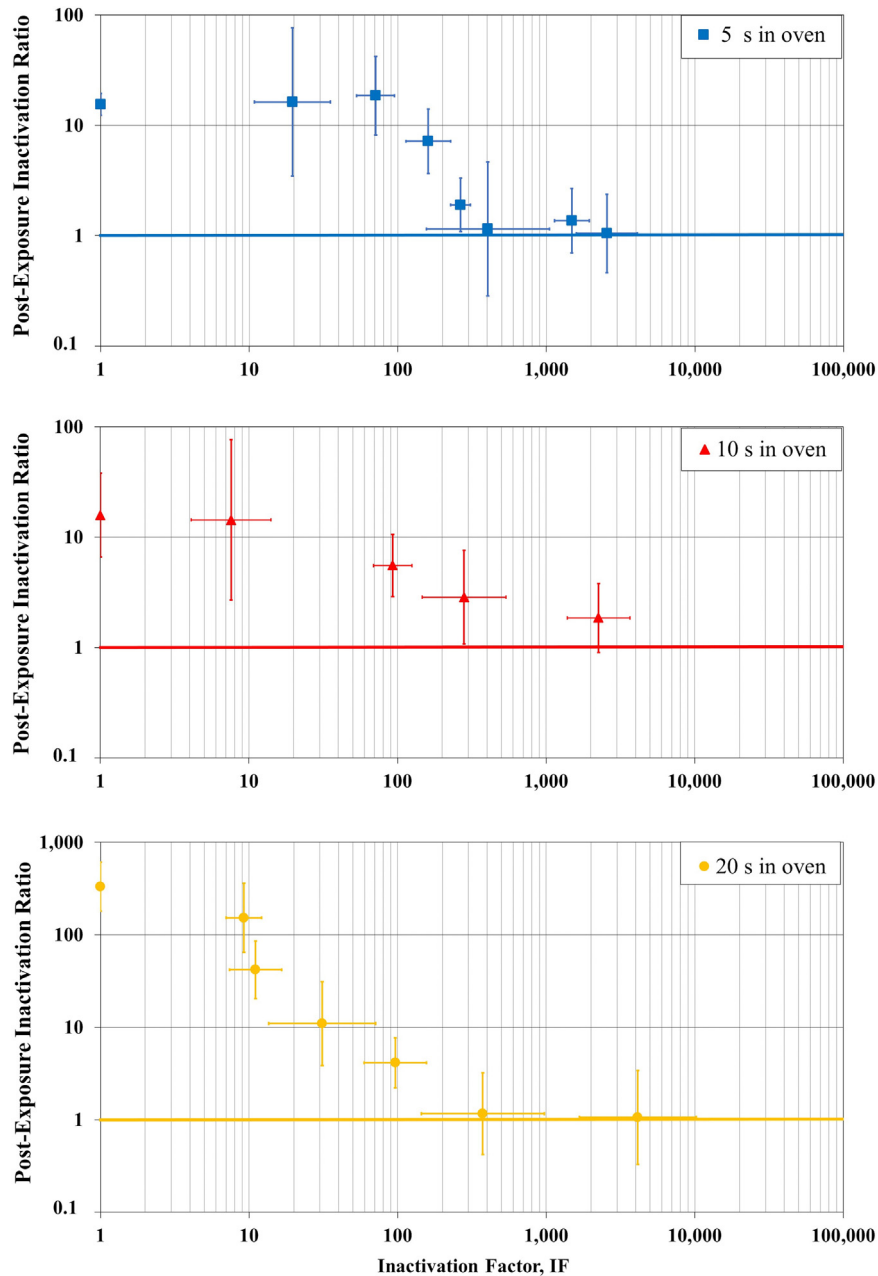 100
5 s in oven
10
1
0.1
1 10 100 1,000 10,000 100,000
Post-Exposure Inactivation Ratio
100
10 s in oven
10
1
0.1
1 10 100 1,000 10,000 100,000
Post-Exposure Inactivation Ratio
1,000
20 s in oven
100
10
1
0.1
1 10 100 1,000 10,000 100,000
Post-Exposure Inactivation Ratio
Inactivation Factor, IF